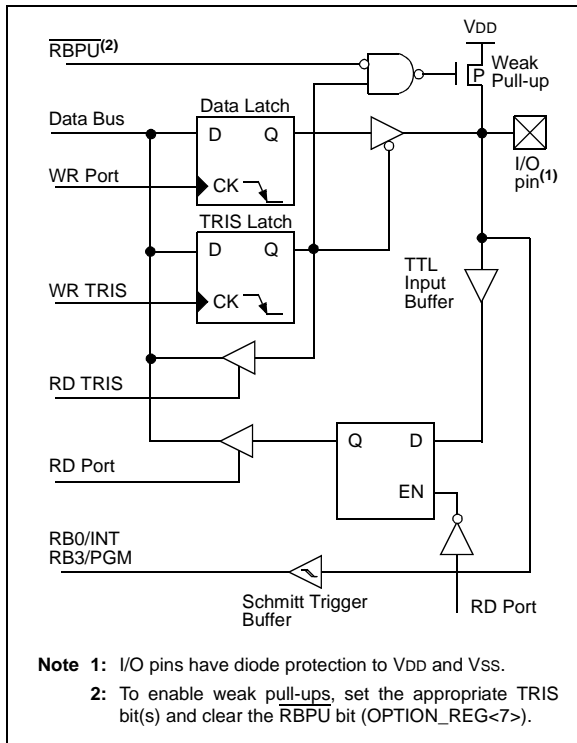 RBPU(2)
VDD
P
Weak
Pull-up
Data Bus
Data Latch
D Q
WR Port
CK
I/O
pin(1)
TRIS Latch
D Q
WR TRIS
CK
TTL
Input
Buffer
RD TRIS
Q D
RD Port
EN
RB0/INT
RB3/PGM
Schmitt Trigger
Buffer
RD Port
Note 1: I/O pins have diode protection to VDD and VSS.
2: To enable weak pull-ups, set the appropriate TRIS
bit(s) and clear the RBPU bit (OPTION_REG<7>).